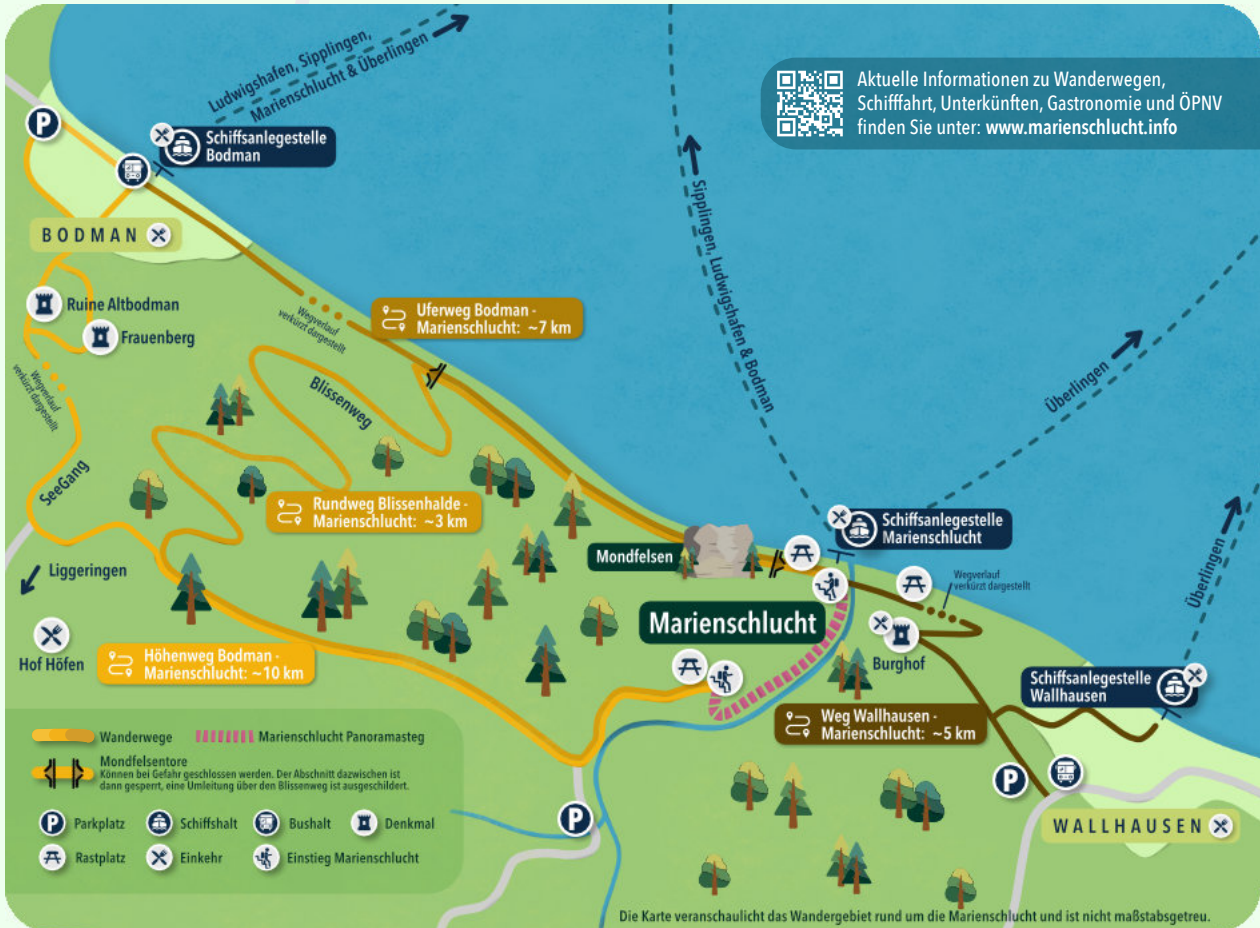 Ludwigshafen, Sipplingen,
Marienschlucht & Überlingen
Aktuelle Informationen zu Wanderwegen,
Schifffahrt, Unterkünften, Gastronomie und ÖPNV
finden Sie unter: www.marienschlucht.info
P
Schiffsanlegestelle
Bodman
BODMAN
Sipplingen, Ludwigshafen & Bodman
Ruine Altbodman
Frauenberg
Wegverlauf
verkürzt dargestellt
Uferweg Bodman -
Marienschlucht: ~7 km
Wegverlauf
verkürzt dargestellt
Blissenweg
Überlingen
SeeGang
Rundweg Blissenhalde -
Marienschlucht: ~3 km
Schiffsanlegestelle
Marienschlucht
Mondfelsen
Liggeringen
Wegverlauf
verkürzt dargestellt
Überlingen
Marienschlucht
Hof Höfen
Höhenweg Bodman -
Marienschlucht: ~10 km
Burghof
Schiffsanlegestelle
Wallhausen
Weg Wallhausen -
Marienschlucht: ~5 km
P
P
WALLHAUSEN
Wanderwege
Marienschlucht Panoramasteg
Mondfelsentore
Können bei Gefahr geschlossen werden. Der Abschnitt dazwischen ist
dann gesperrt, eine Umleitung über den Blissenweg ist ausgeschildert.
P Parkplatz
Schiffshalt
Bushalt
Denkmal
Rastplatz
Einkehr
Einstieg Marienschlucht
Die Karte veranschaulicht das Wandergebiet rund um die Marienschlucht und ist nicht maßstabsgetreu.